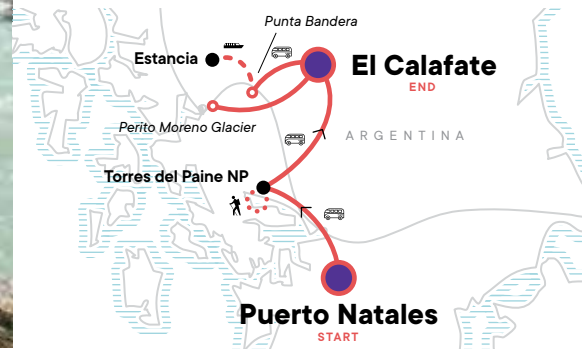 Punta Bandera
Estancia
El Calafate
END
Perito Moreno Glacier
ARGENTINA
Torres del Paine NP
Puerto Natales
START